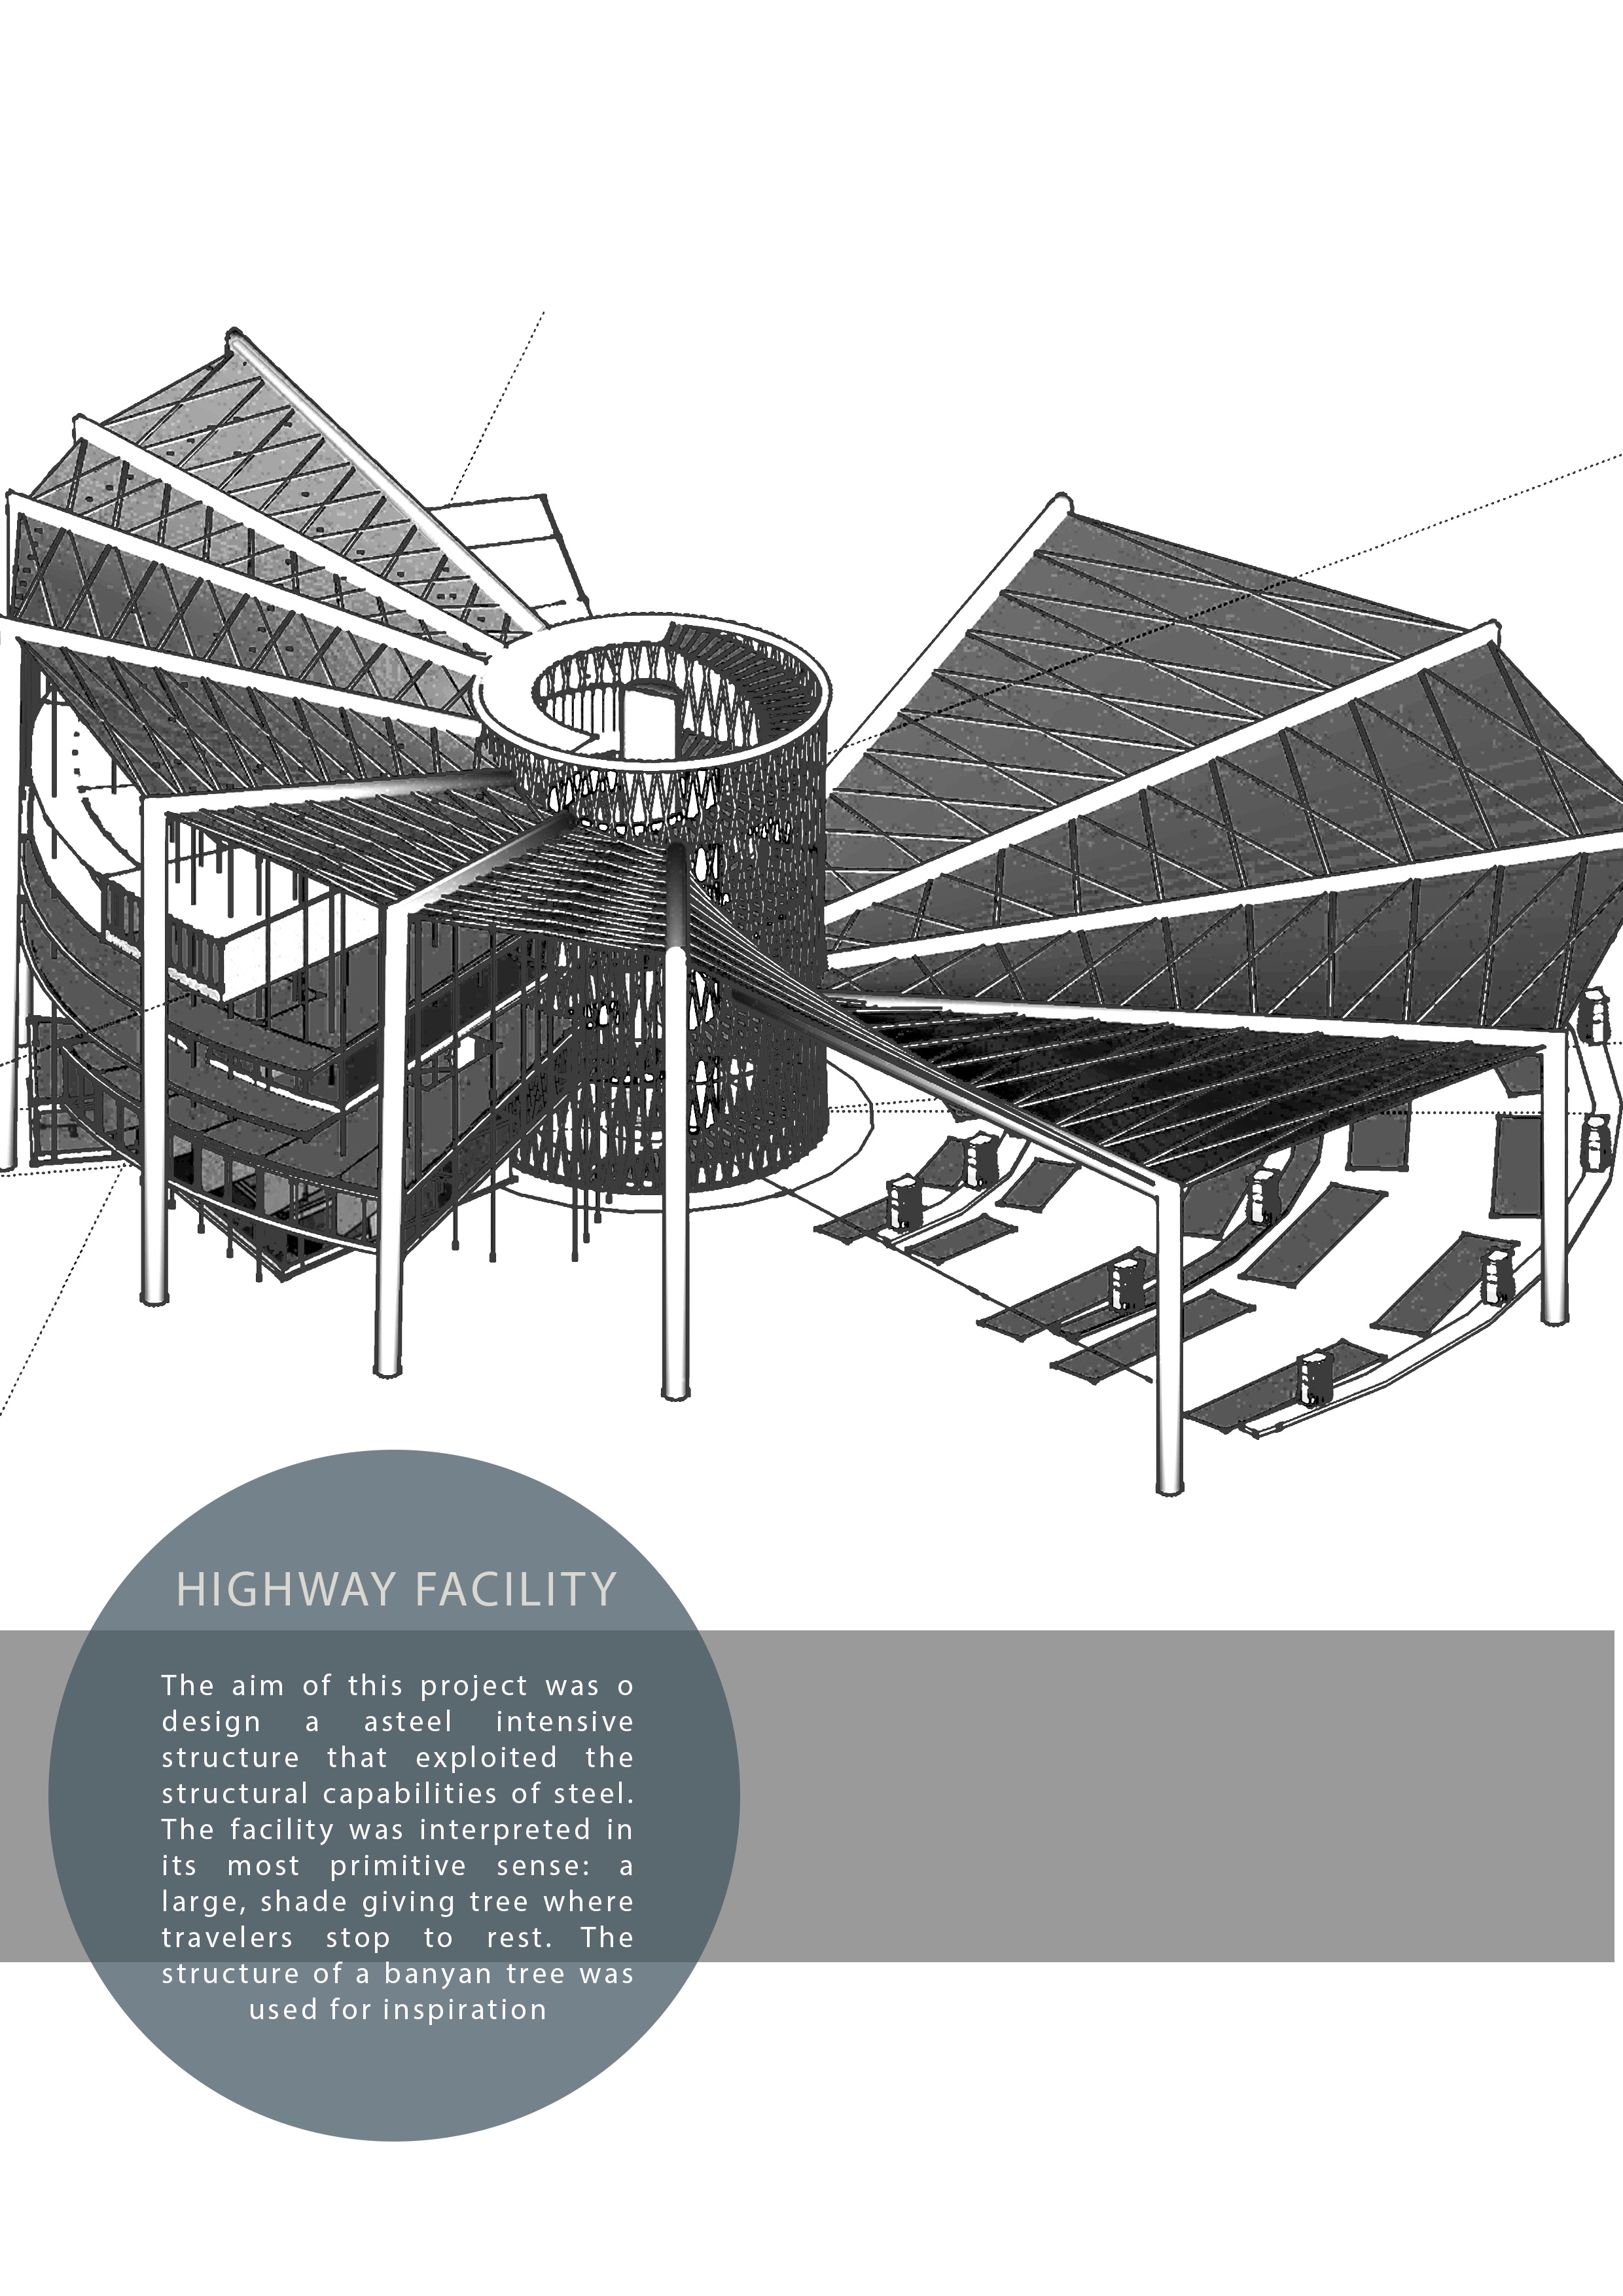 HIGHWAY FACILITY
The aim of this project was o
design a asteel intensive
structure that exploited the
structural capabilities of steel.
The facility was interpreted in
its most primitive sense: a
large, shade giving tree where
travelers stop to rest. The
structure of a banyan tree was
used for inspiration